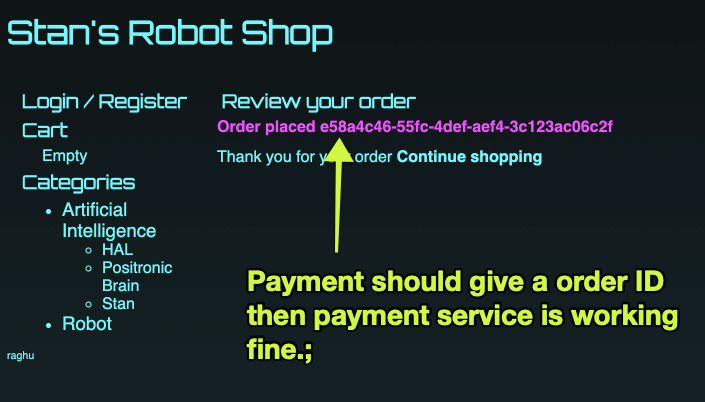 Stan's Robot Shop
Login / Register
Cart
Empty
Categories
Artificial
Intelligence
HAL
Positronic
Brain
Stan
Robot
raghu
Review your order
Order placed e58a4c46-55fc-4def-aef4-3c123ac06c2f
Thank you for order Continue shopping
Payment should give a order ID
then payment service is working
fine.;